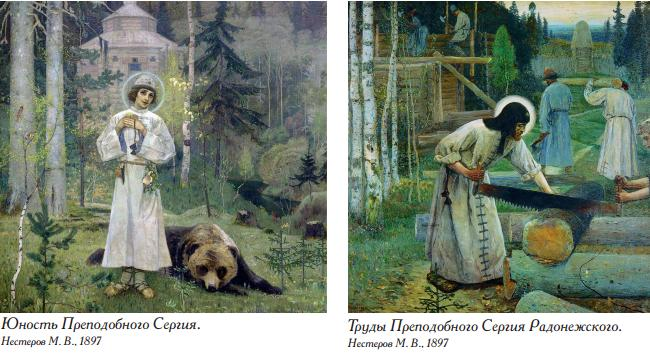 Юность Преподобного Сергия.
Нестеров М. В., 1897
Труды Преподобного Сергия Радонежского.
Нестеров М. В., 1897